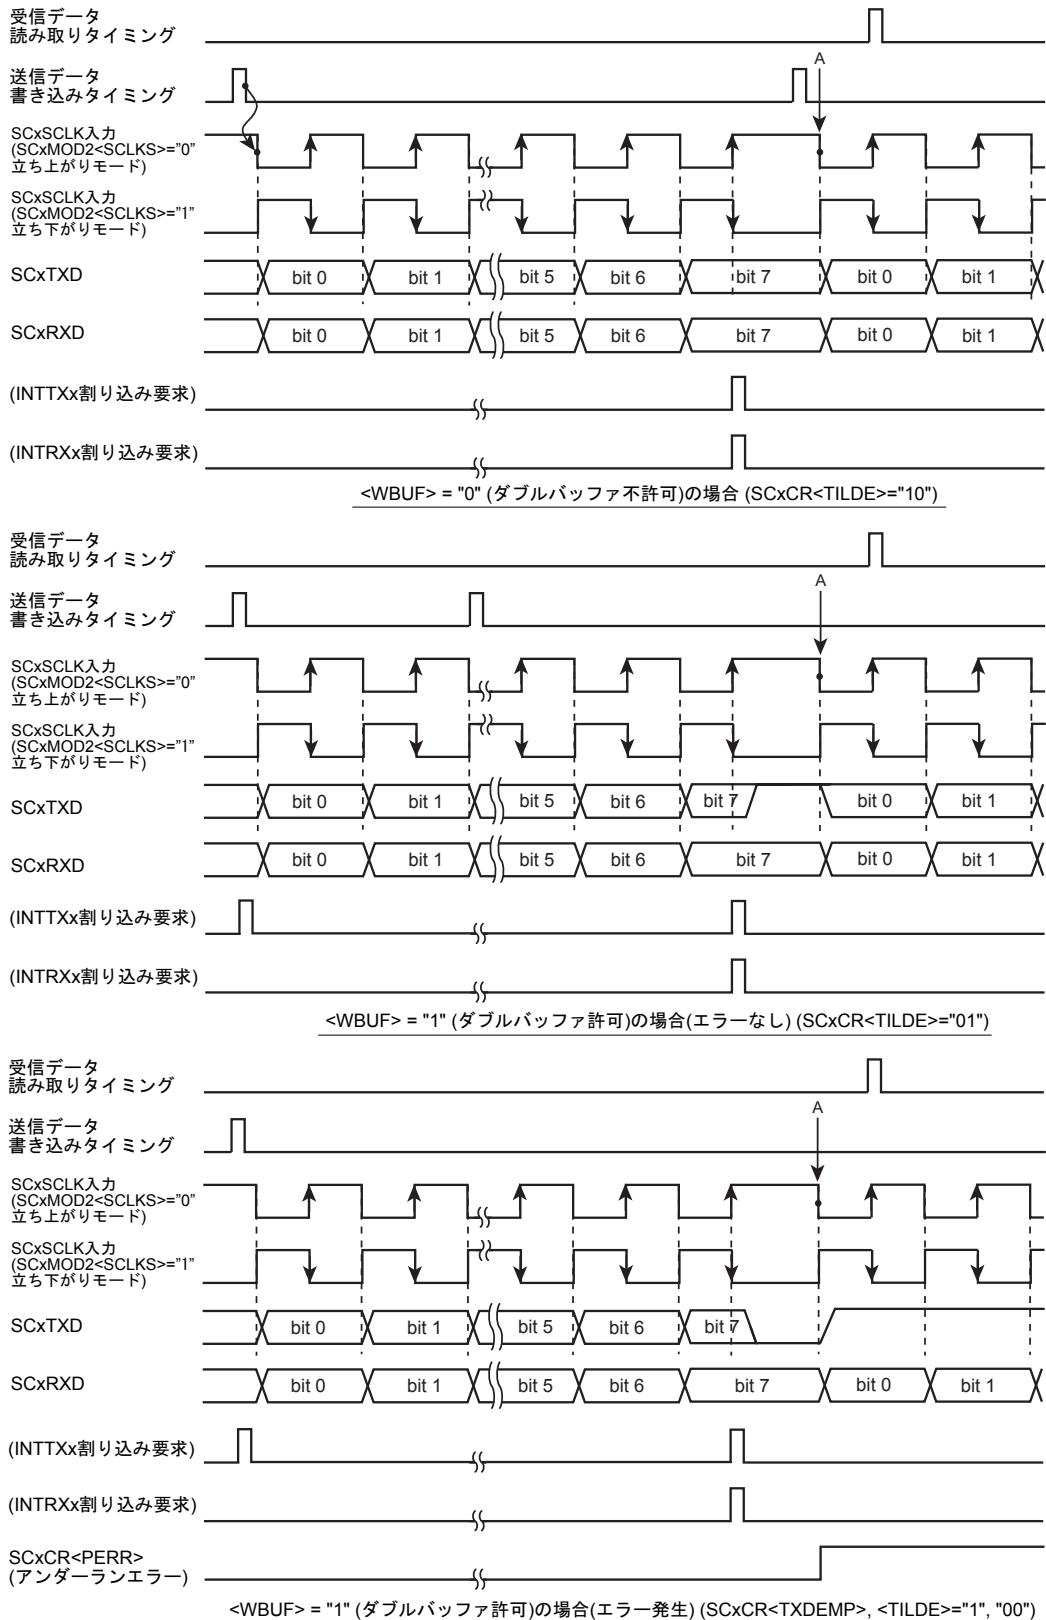 受信データ
読み取りタイミング
送信データ
書き込みタイミング
A
SCxSCLK入力
(SCxMOD2<SCLKS>="0"
立ち上がりモード)
SCxSCLK入力
(SCxMOD2<SCLKS>="1"
立ち下がりモード)
SCxTXD
bit 0 bit 1 bit 5 bit 6 bit 7 bit 0 bit 1
SCxRXD
bit 0 bit 1 bit 5 bit 6 bit 7 bit 0 bit 1
(INTTXx割り込み要求)
(INTRXx割り込み要求)
<WBUF> = "0" (ダブルバッファ不許可)の場合 (SCxCR<TILDE>="10")
受信データ
読み取りタイミング
送信データ
書き込みタイミング
A
SCxSCLK入力
(SCxMOD2<SCLKS>="0"
立ち上がりモード)
SCxSCLK入力
(SCxMOD2<SCLKS>="1"
立ち下がりモード)
SCxTXD
bit 0 bit 1 bit 5 bit 6 bit 7 bit 0 bit 1
SCxRXD
bit 0 bit 1 bit 5 bit 6 bit 7 bit 0 bit 1
(INTTXx割り込み要求)
(INTRXx割り込み要求)
<WBUF> = "1" (ダブルバッファ許可)の場合(エラーなし) (SCxCR<TILDE>="01")
受信データ
読み取りタイミング
送信データ
書き込みタイミング
A
SCxSCLK入力
(SCxMOD2<SCLKS>="0"
立ち上がりモード)
SCxSCLK入力
(SCxMOD2<SCLKS>="1"
立ち下がりモード)
SCxTXD
bit 0 bit 1 bit 5 bit 6 bit 7
SCxRXD
bit 0 bit 1 bit 5 bit 6 bit 7 bit 0 bit 1
(INTTXx割り込み要求)
(INTRXx割り込み要求)
SCxCR<PERR>
(アンダーランエラー)
<WBUF> = "1" (ダブルバッファ許可)の場合(エラー発生) (SCxCR<TXDEMP>, <TILDE>="1", "00")